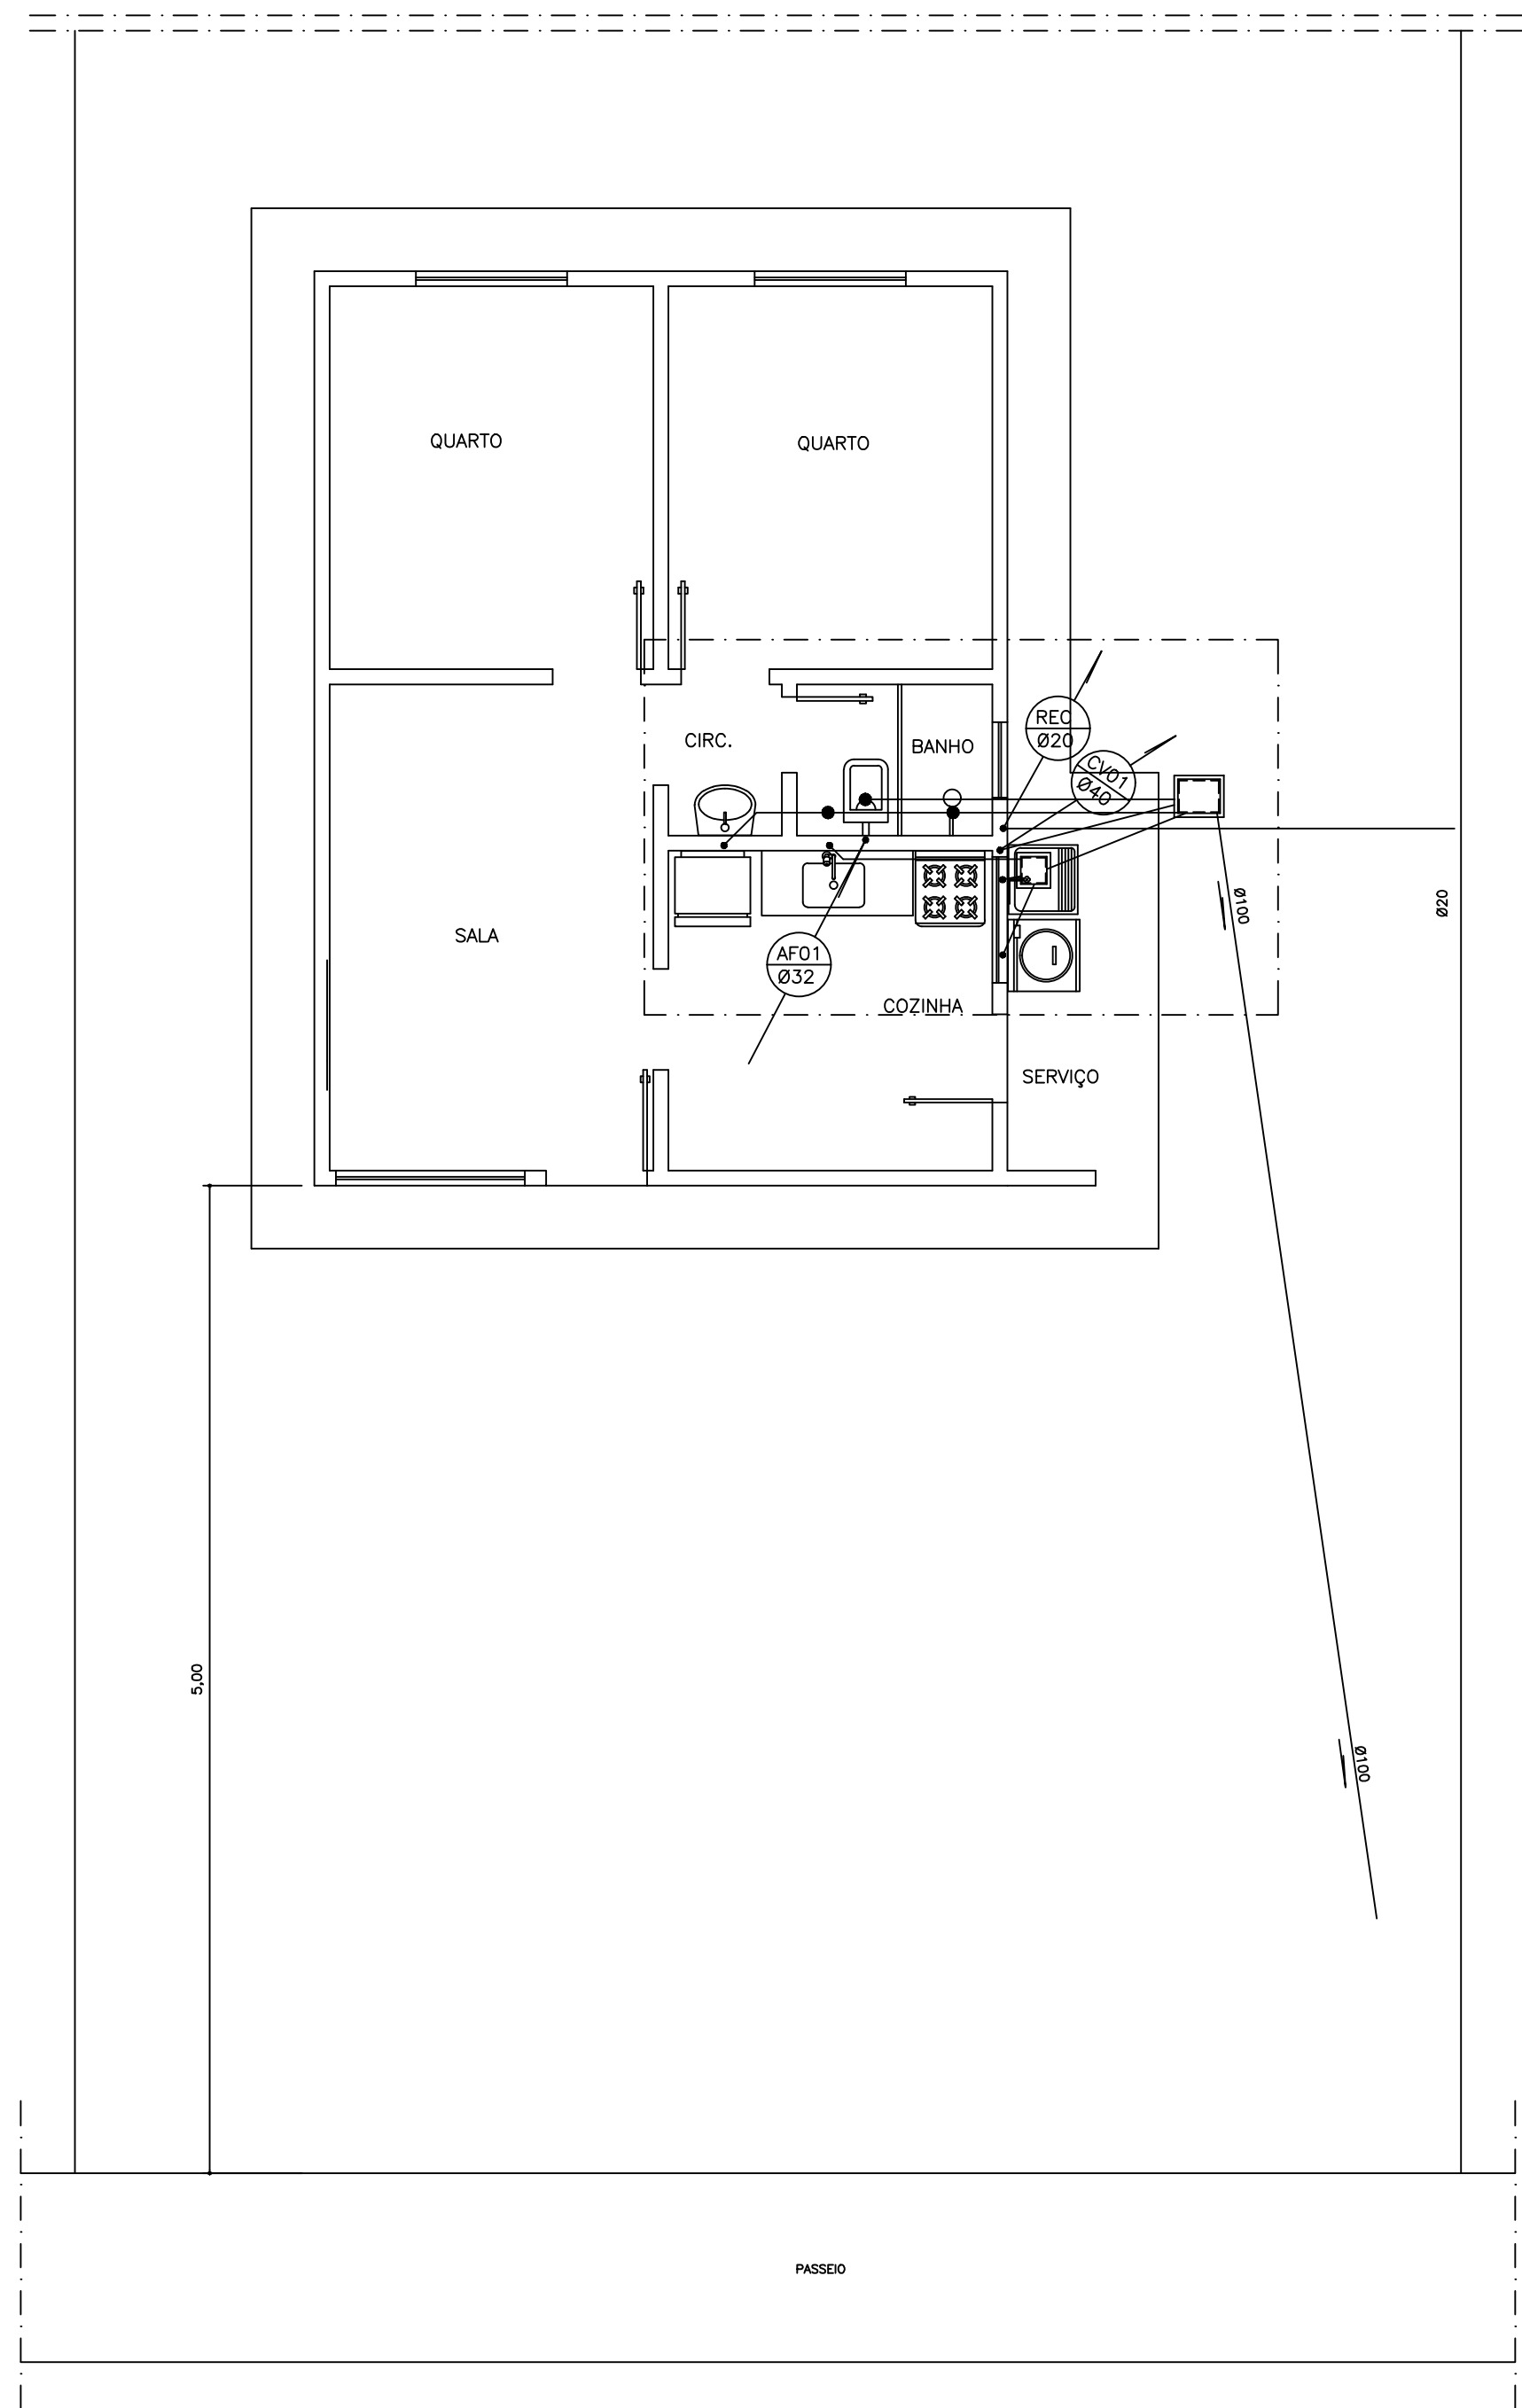 QUARTO
QUARTO
REC
Ø20
CIRC.
BANHO
CV01
Ø40
Ø100
Ø20
SALA
AF01
Ø32
COZINHA
SERVIÇO
5,00
Ø100
PASSEIO